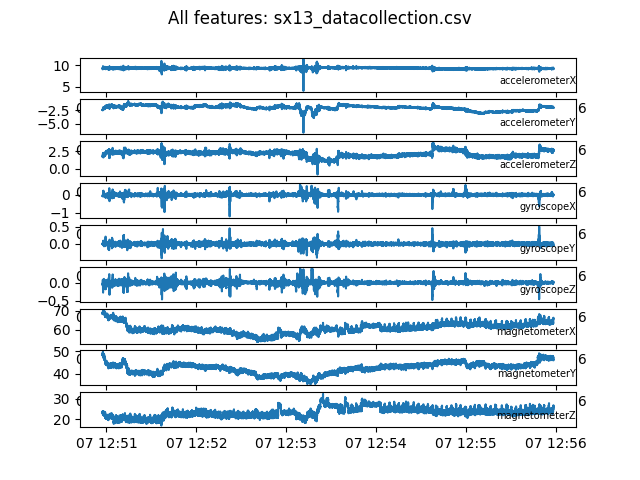 All features: sx13_datacollection.csv
10
5
accelerometerX
−2.5
−5.0
accelerometerY
2.5
0.0
accelerometerZ
0
−1
gyroscopeX
0.5
0.0
gyroscopeY
0.0
−0.5
gyroscopeZ
70
60
magnetometerX
50
40
magnetometerY
30
20
magnetometerZ
07 12:51 07 12:52 07 12:53 07 12:54 07 12:55 07 12:56